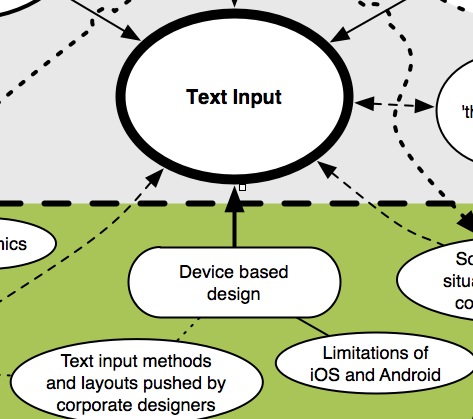 Text Input
'th
nics
Device based
design
So
situa
co
Text input methods
and layouts pushed by
corporate designers
Limitations of
iOS and Android